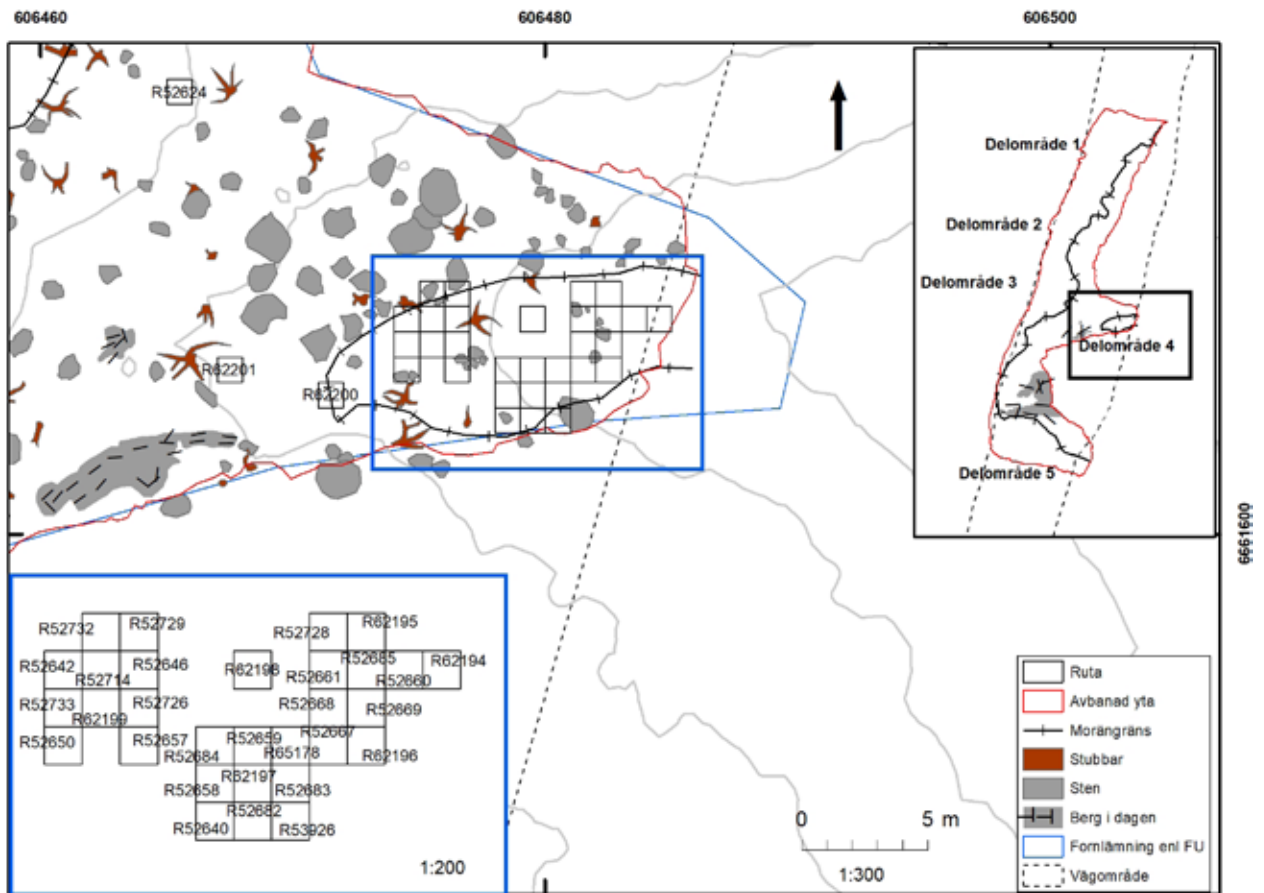 606460
606480
606500
R52624
Delområde 1
Delområde 2
Delområde 3
Delområde 4
Delområde 5
R62201
R62200
6661600
R52732
R52729
R52728
R62195
R52642
R52714
R52646
R62198
R52661
R52685
R52660
R62194
R52733
R62199
R52726
R52668
R52669
R52650
R52657
R52684
R52659
R65178
R52667
R62196
R52658
R62197
R52683
R52640
R52682
R53926
1:200
0 5 m
1:300
Ruta
Avbanad yta
Morängräns
Stubbar
Sten
Berg i dagen
Fornlämning enl FU
Vägområde